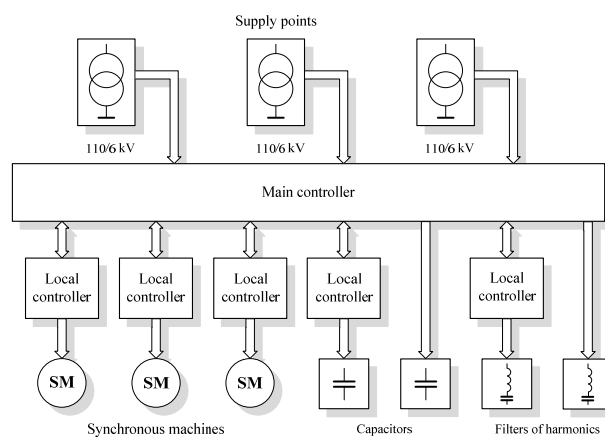 Supply points
110/6 kV
110/6 kV
110/6 kV
Main controller
Local
controller
Local
controller
Local
controller
Local
controller
Local
controller
SM
SM
SM
Synchronous machines
Capacitors
Filters of harmonics